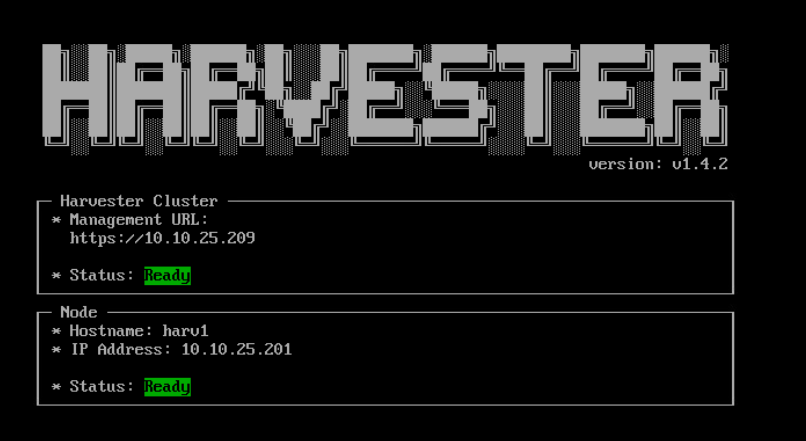 HARVESTER
version: v1.4.2
Harvester Cluster
* Management URL:
https://10.10.25.209
* Status: Ready
Node
* Hostname: harv1
* IP Address: 10.10.25.201
* Status: Ready